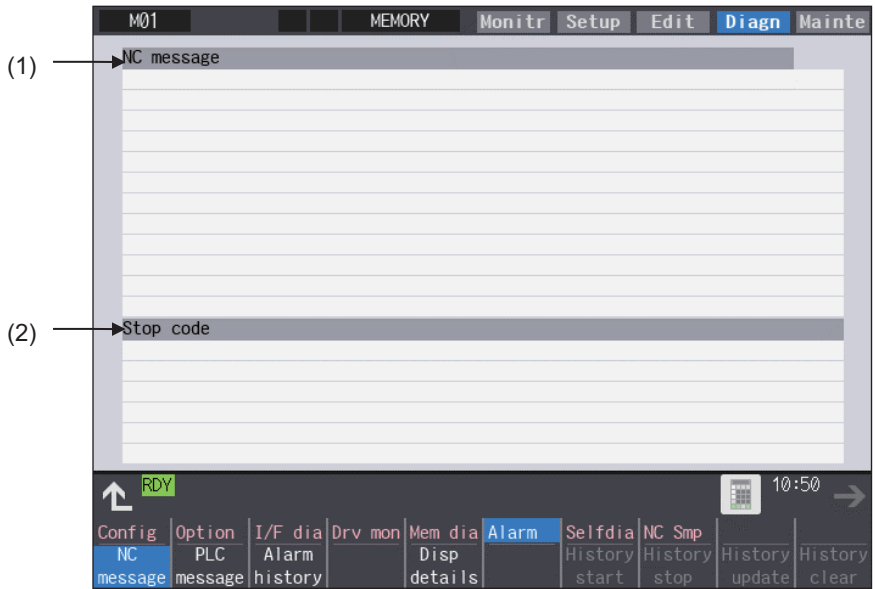 M01 MEMORY Monitr Setup Edit Diagn Mainte
(1) NC message
(2) Stop code
RDY 10:50
Config Option I/F dia Drv mon Mem dia Alarm Selfdia NC Smp
NC PLC Alarm Disp History History History History
message message history details start stop update clear